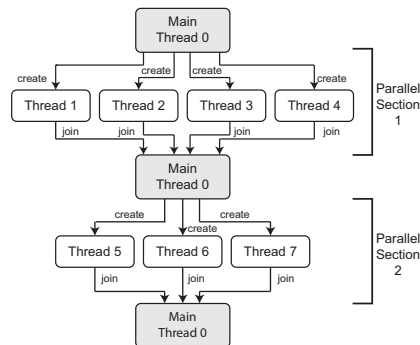 Main
Thread 0
create
create
create
create
Thread 1
Thread 2
Thread 3
Thread 4
Parallel
Section
1
join
join
join
join
Main
Thread 0
create
create
create
Thread 5
Thread 6
Thread 7
Parallel
Section
2
join
join
join
Main
Thread 0